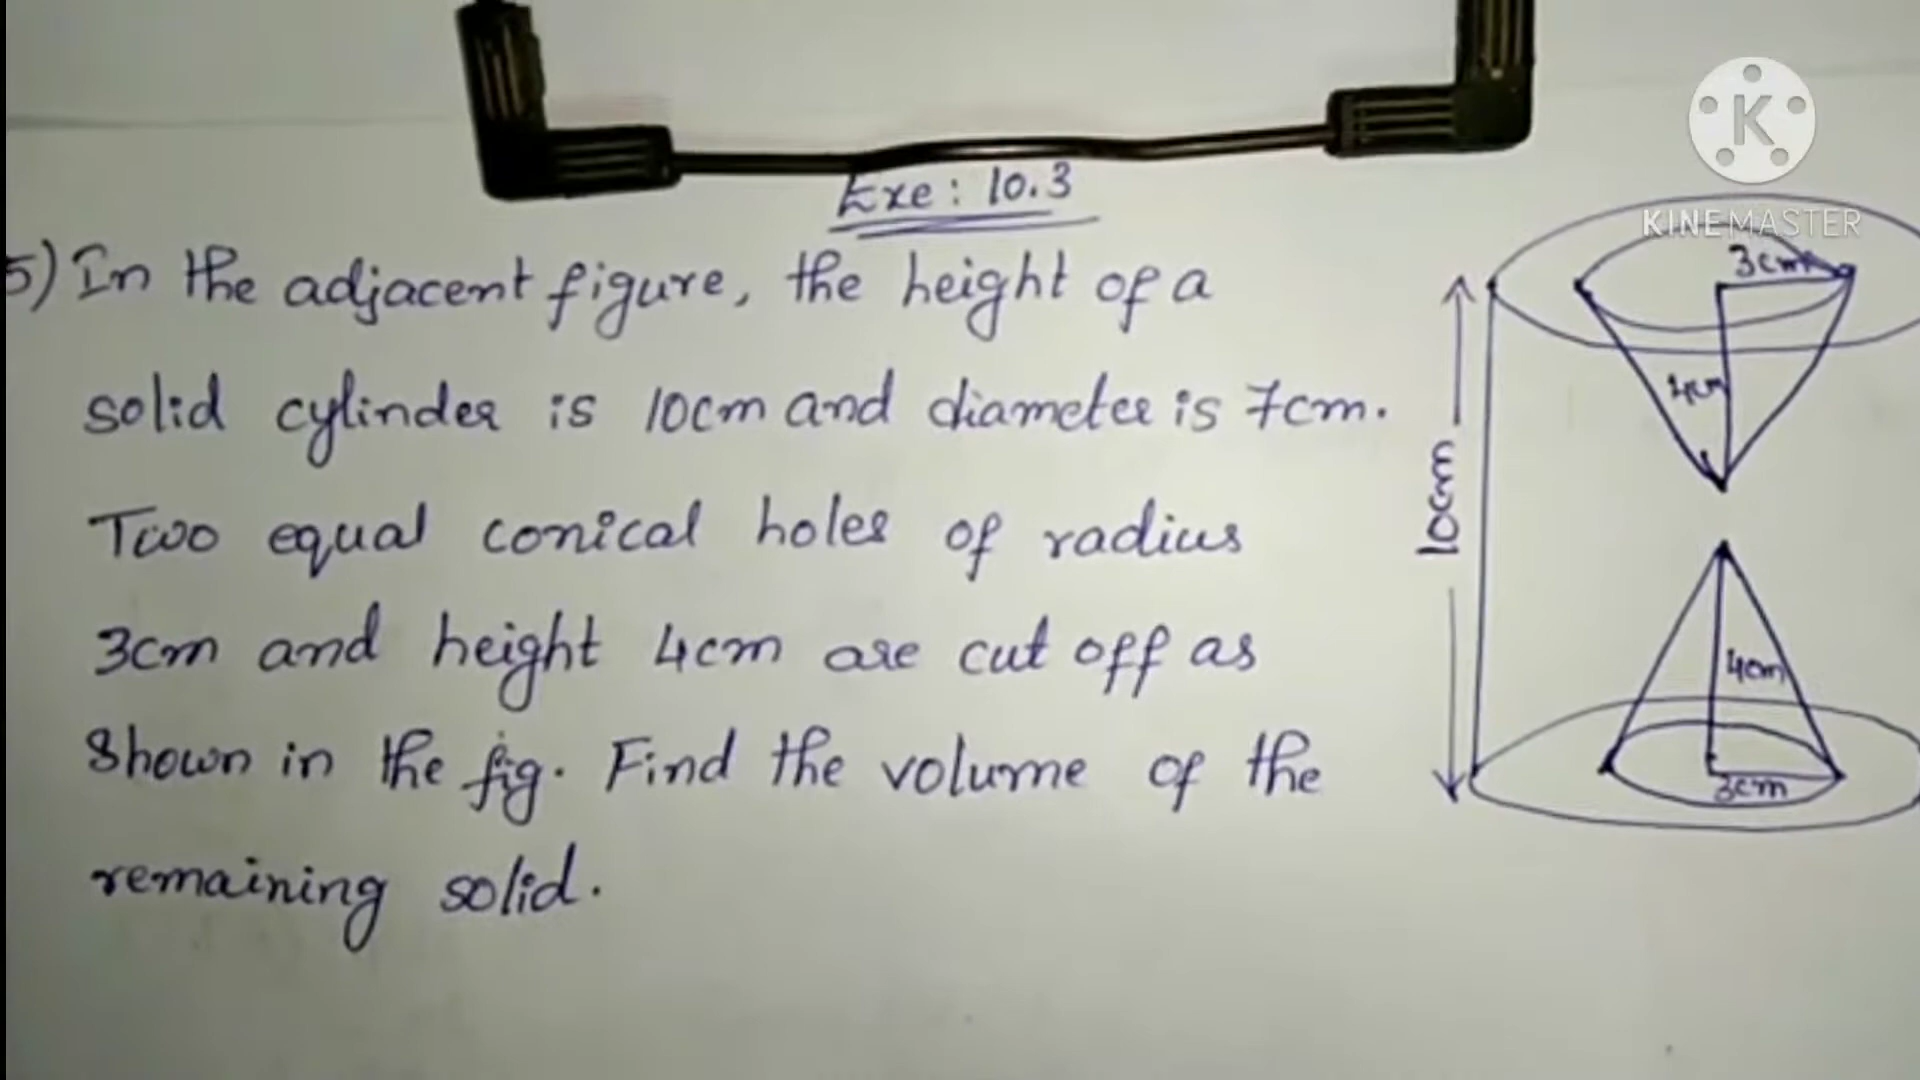 KINEMASTER
Exe: 10.3
5) In the adjacent figure, the height of a
solid cylinder is 10cm and diameter is 7cm.
Two equal conical holes of radius
3cm and height 4cm are cut off as
shown in the fig. Find the volume of the
remaining solid.
3cm
4cm
10cm
4cm
3cm